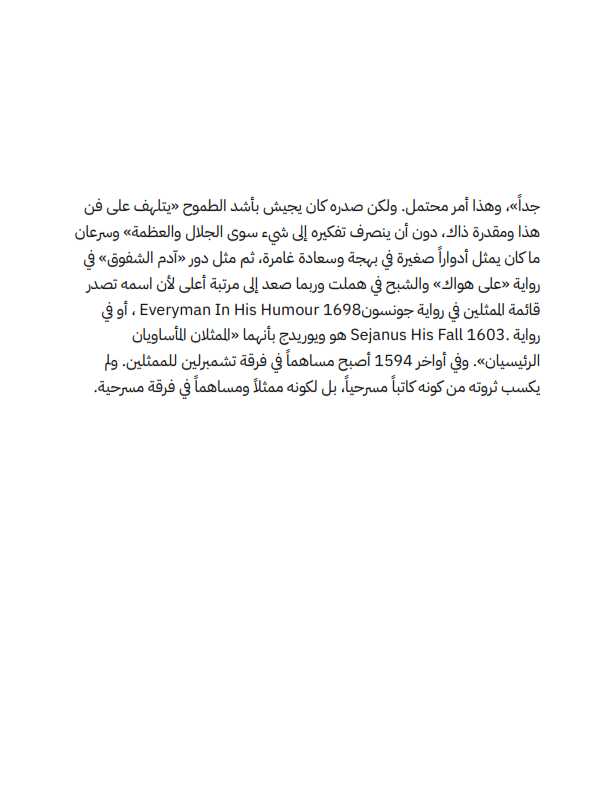 جداً»، وهذا أمر محتمل. ولكن صدره كان يجيش بأشد الطموح «يتلهف على فن
هذا ومقدرة ذاك، دون أن ينصرف تفكيره إلى شيء سوى الجلال والعظمة» وسرعان
ما كان يمثل أدواراً صغيرة في بهجة وسعادة غامرة، ثم مثل دور «آدم الشفوق» في
رواية «على هواك» والشبح في هملت وربما صعد إلى مرتبة أعلى لأن اسمه تصدر
قائمة الممثلين في رواية جونسون1698 Everyman In His Humour ، أو في
رواية .Sejanus His Fall 1603 هو وبوريدج بأنهما «الممثلان المأساويان
الرئيسيان». وفي أواخر 1594 أصبح مساهماً في فرقة تشمبرلين للممثلين. ولم
يكسب ثروته من كونه كاتباً مسرحياً، بل لكونه ممثلاً ومساهماً في فرقة مسرحية.